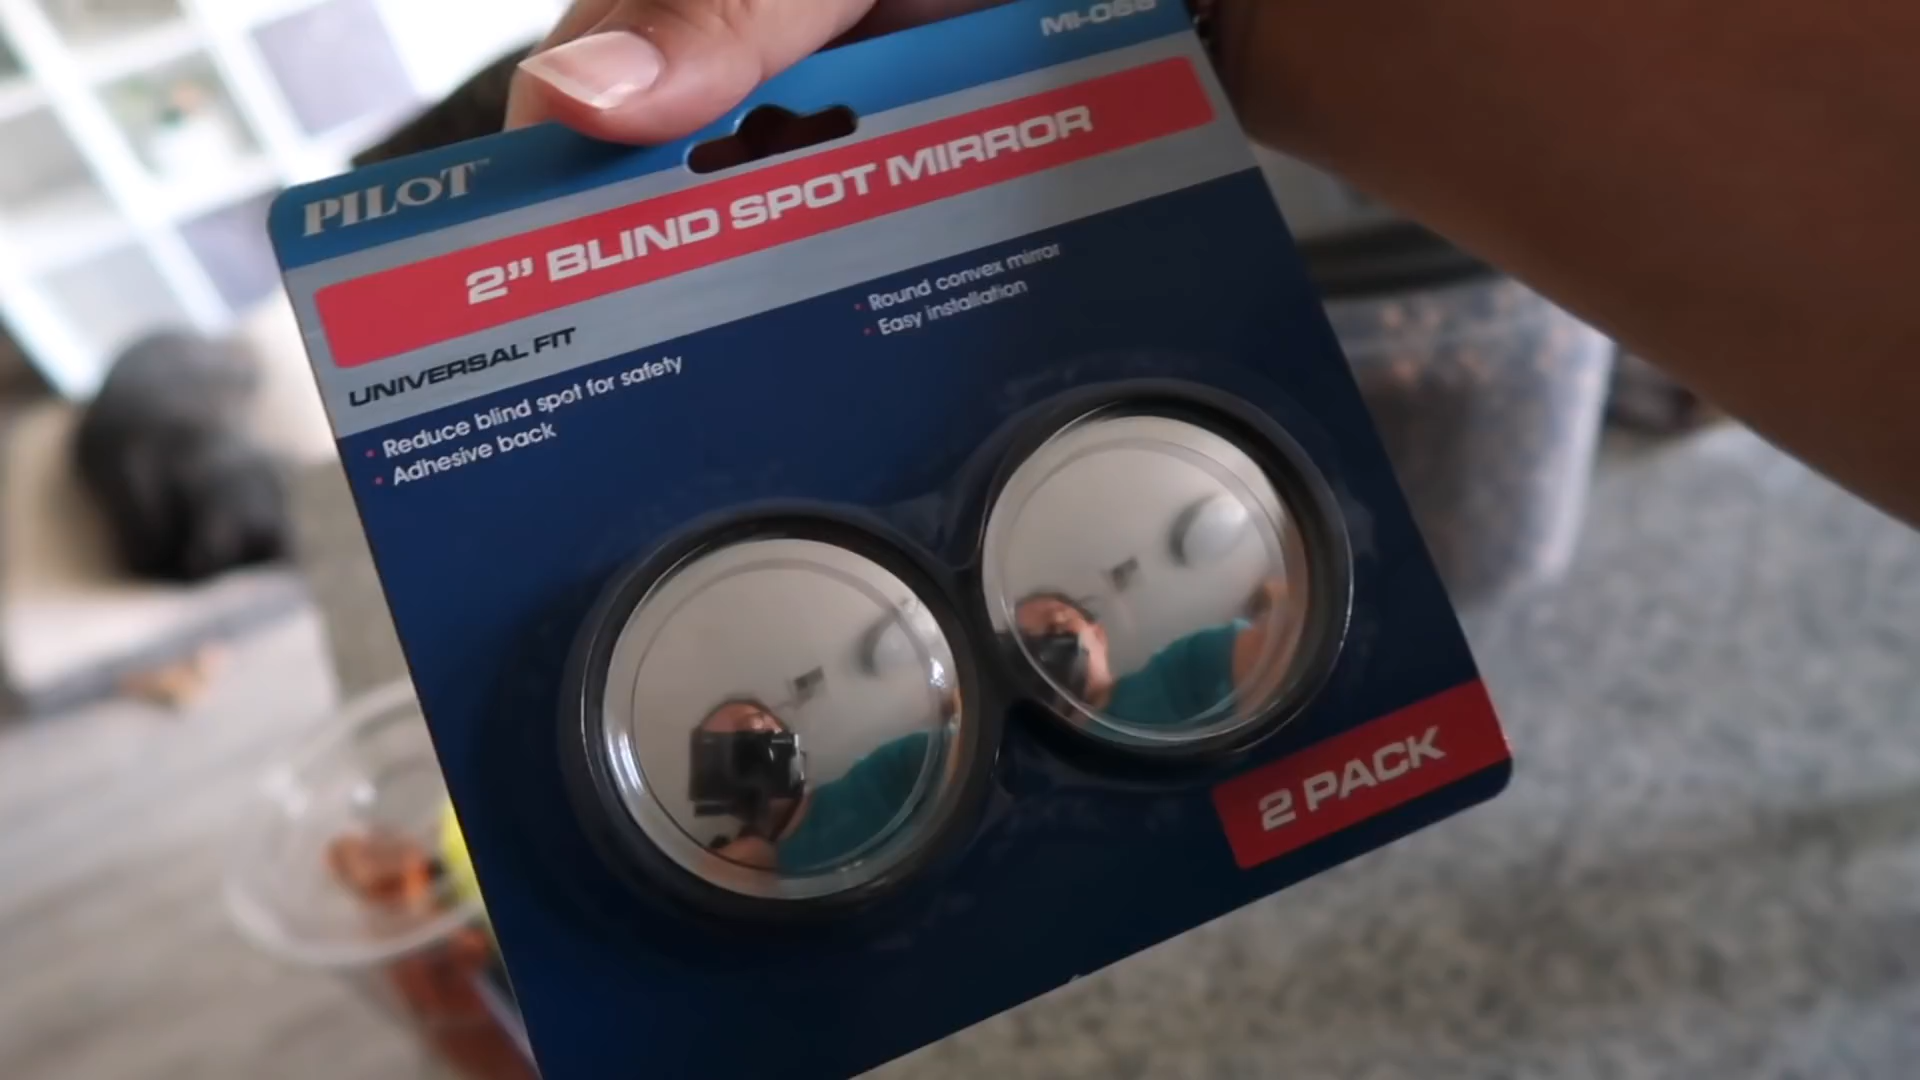 PILOT™
2” BLIND SPOT MIRROR
UNIVERSAL FIT
• Reduce blind spot for safety
• Adhesive back
• Round convex mirror
• Easy installation
2 PACK